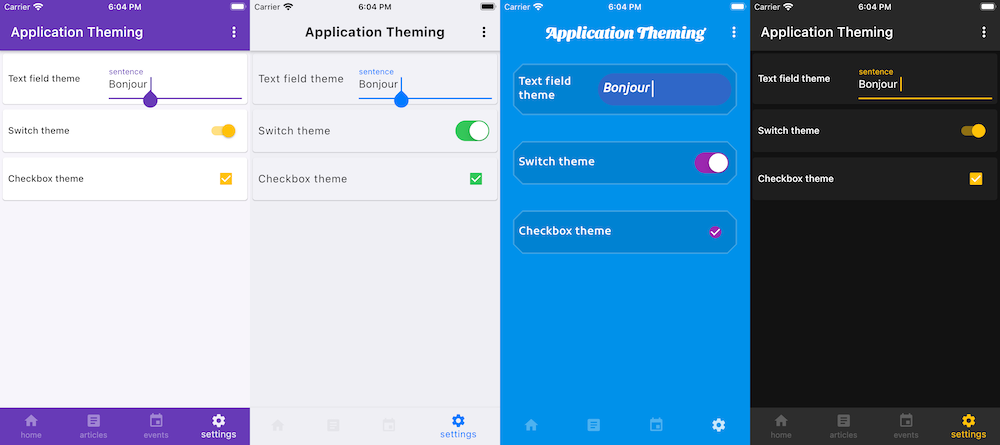 Carrier 6:04 PM
Application Theming
Text field theme
sentence
Bonjour
Switch theme
Checkbox theme
home articles events settings
Carrier 6:04 PM
Application Theming
Text field theme
sentence
Bonjour
Switch theme
Checkbox theme
settings
Carrier 6:04 PM
Application Theming
Text field
theme
Bonjour
Switch theme
Checkbox theme
Carrier 6:04 PM
Application Theming
Text field theme
sentence
Bonjour
Switch theme
Checkbox theme
home articles events settings